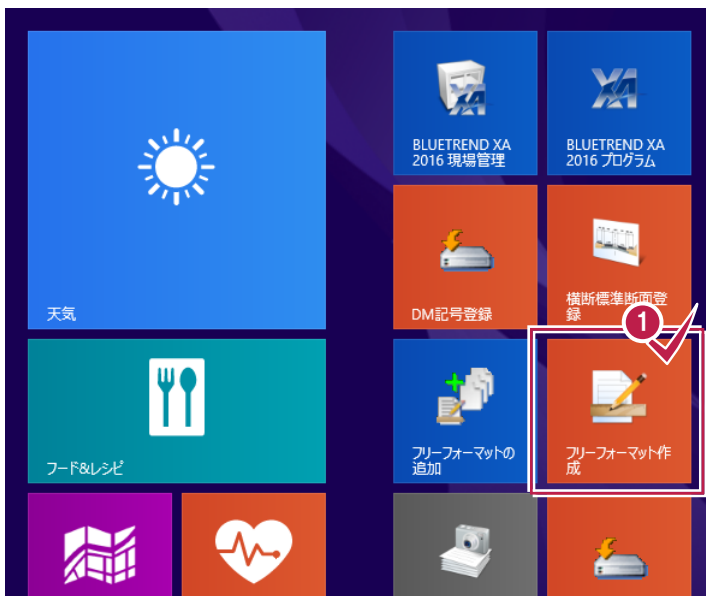 BLUETREND XA
2016 現場管理
BLUETREND XA
2016 プログラム
天気
DM記号登録
横断標準断面登
録
1
フード&レシピ
フリーフォーマットの
追加
フリーフォーマット作
成